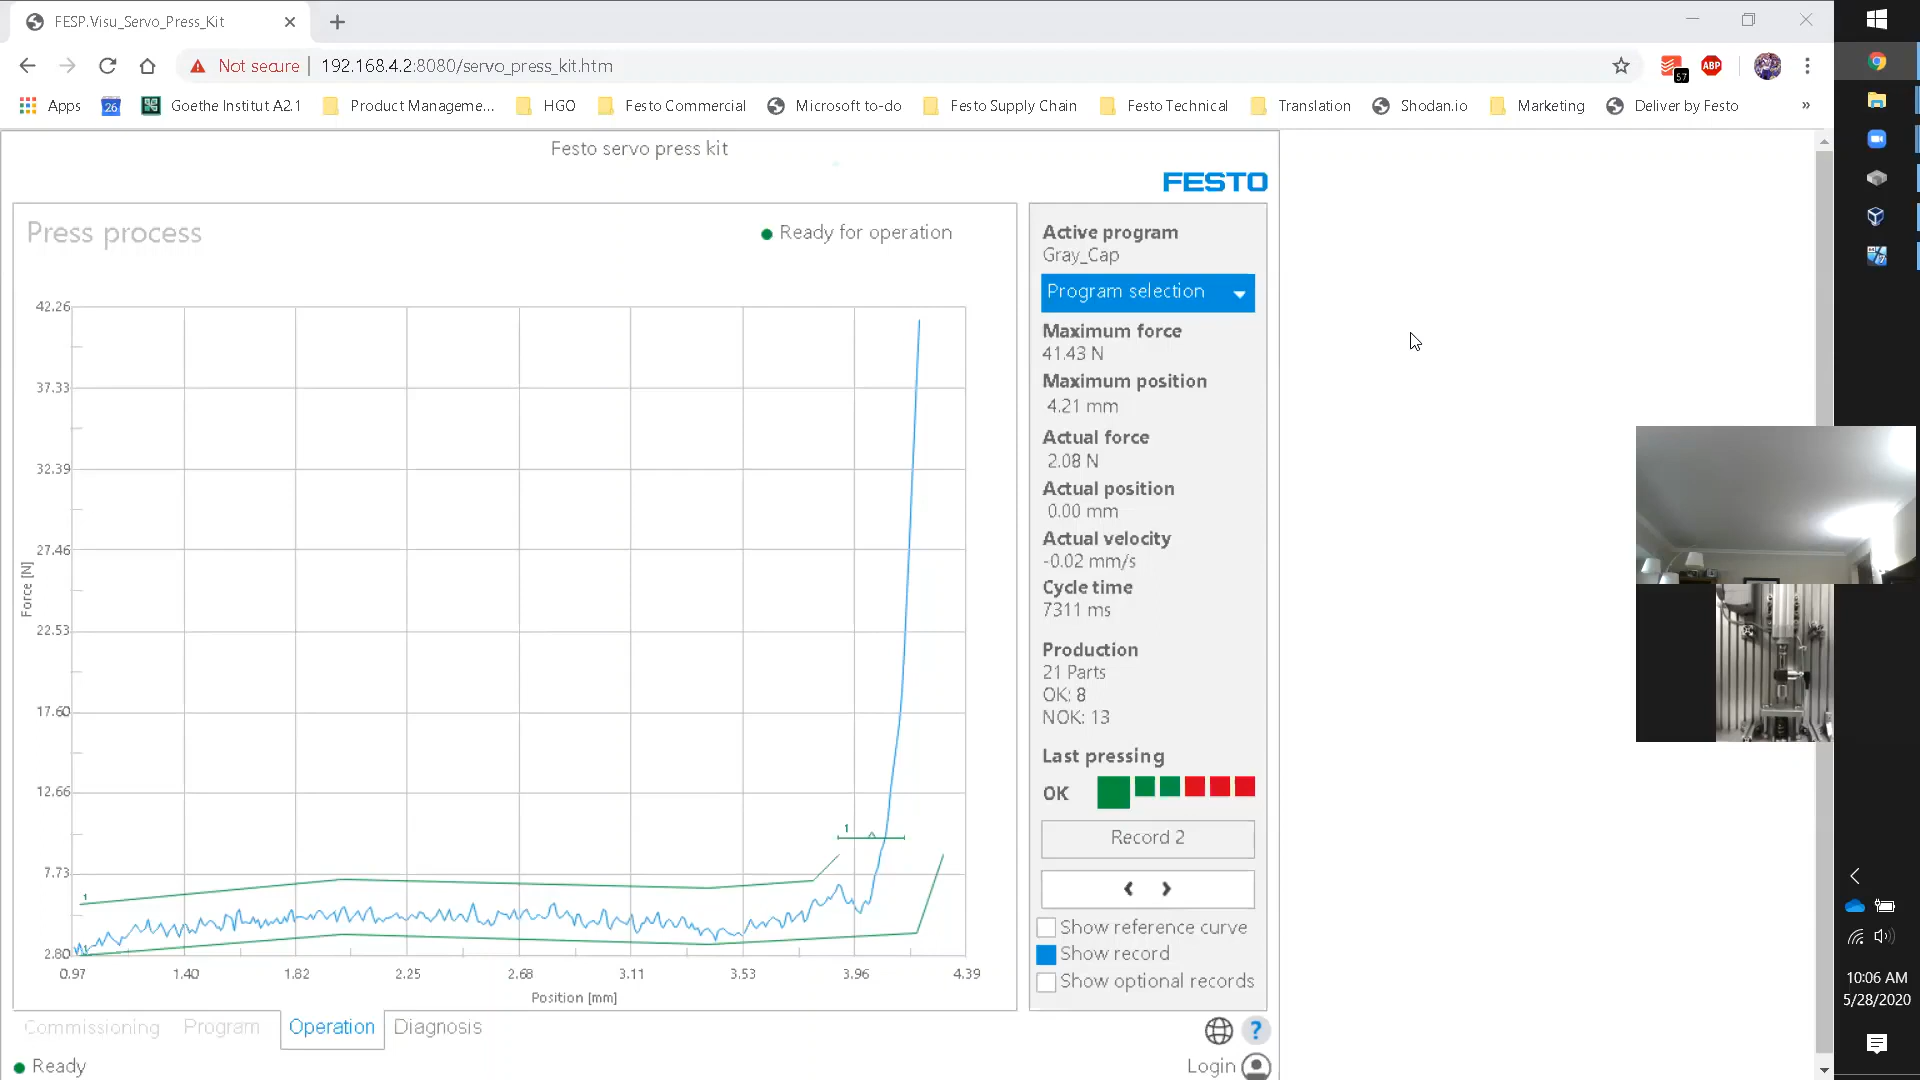 FESP.Visu_Servo_Press_Kit
Not secure | 192.168.4.2:8080/servo_press_kit.htm
57
ABP
Apps
26
Goethe Institut A2.1
Product Manageme...
HGO
Festo Commercial
Microsoft to-do
Festo Supply Chain
Festo Technical
Translation
Shodan.io
Marketing
Deliver by Festo
»
Festo servo press kit
FESTO
Press process
Ready for operation
42.26
37.33
32.39
27.46
22.53
17.60
12.66
7.73
2.80
Force [N]
1
1
1
0.97 1.40 1.82 2.25 2.68 3.11 3.53 3.96 4.39
Position [mm]
Active program
Gray_Cap
Program selection
Maximum force
41.43 N
Maximum position
4.21 mm
Actual force
2.08 N
Actual position
0.00 mm
Actual velocity
-0.02 mm/s
Cycle time
7311 ms
Production
21 Parts
OK: 8
NOK: 13
Last pressing
OK
Record 2
Show reference curve
Show record
Show optional records
Commissioning Program Operation Diagnosis
?
Ready
Login
10:06 AM
5/28/2020